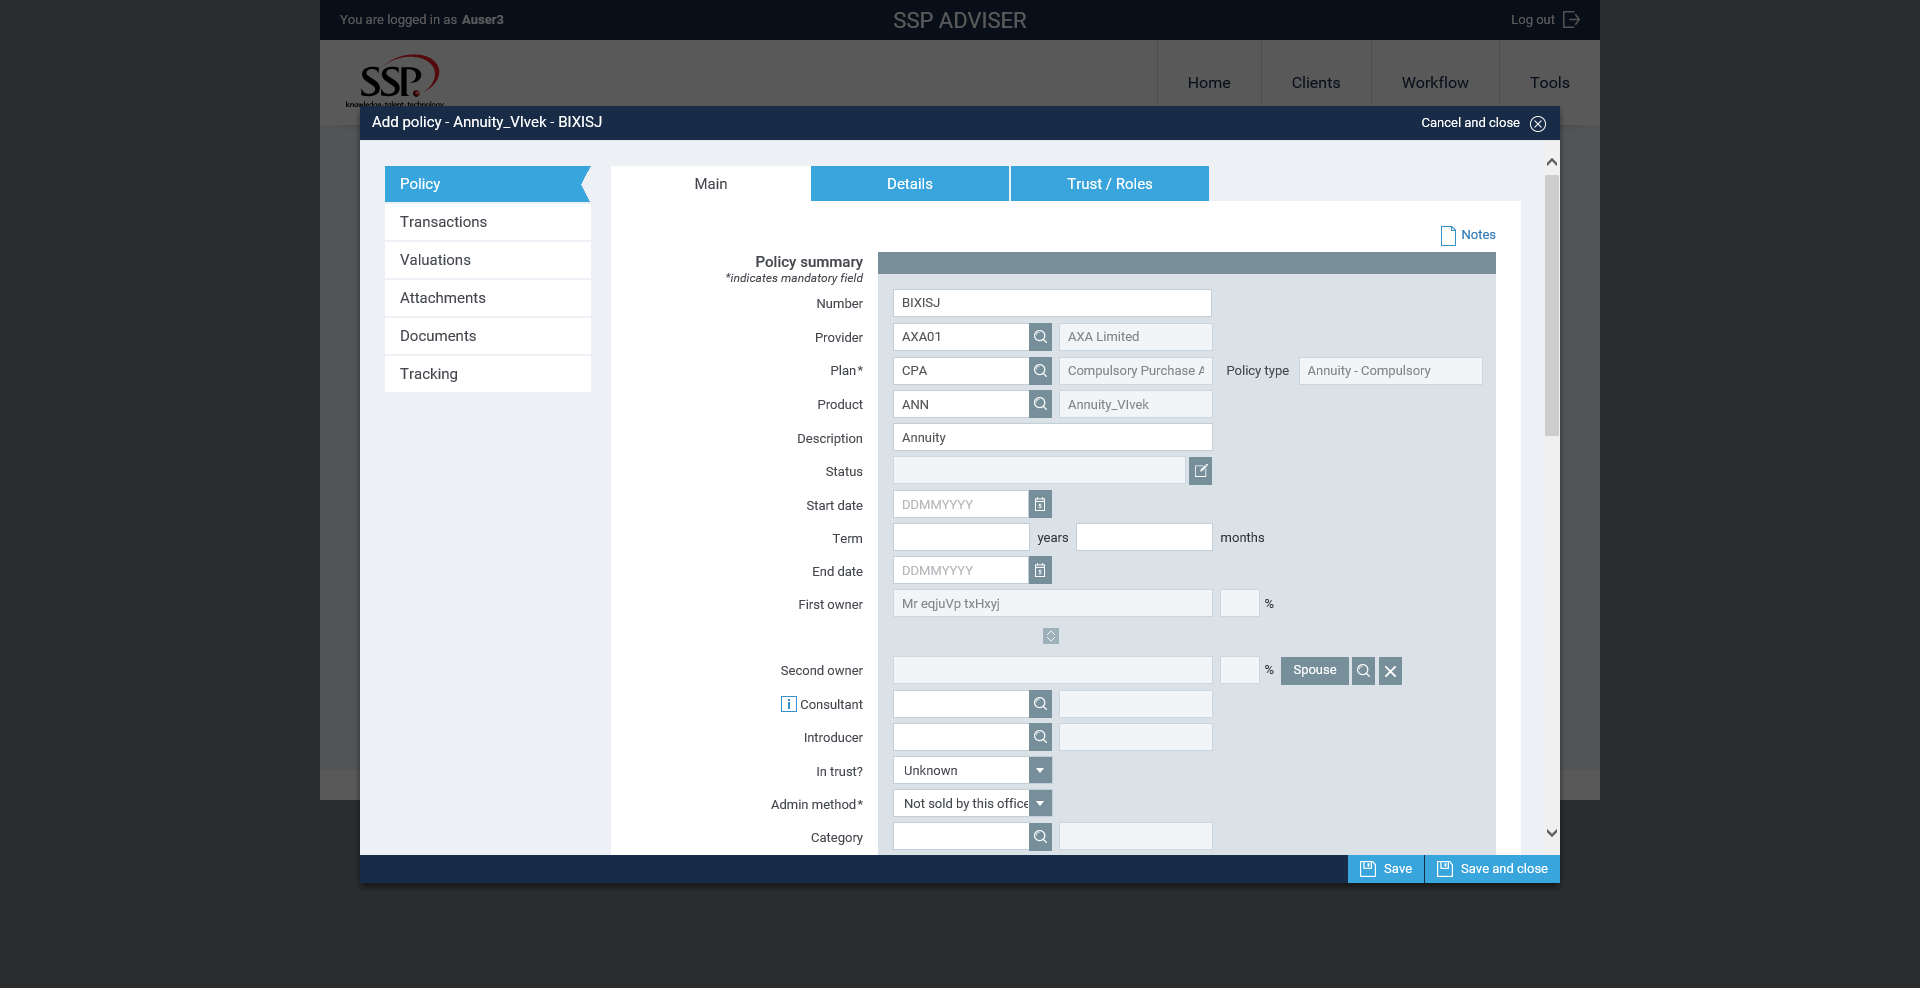 You are logged in as Auser3
SSP ADVISER
Log out
SSP.
knowledge. talent. technology.
Home
Clients
Workflow
Tools
Add policy - Annuity_VIvek - BIXISJ
Cancel and close
Policy
Transactions
Valuations
Attachments
Documents
Tracking
Main
Details
Trust / Roles
Notes
Policy summary
*indicates mandatory field
Number BIXISJ
Provider AXA01 AXA Limited
Plan* CPA Compulsory Purchase A Policy type Annuity - Compulsory
Product ANN Annuity_VIvek
Description Annuity
Status
Start date DDMMYYYY
Term years months
End date DDMMYYYY
First owner Mr eqjuVp txHxyj %
Second owner % Spouse
i Consultant
Introducer
In trust? Unknown
Admin method* Not sold by this office
Category
Save
Save and close